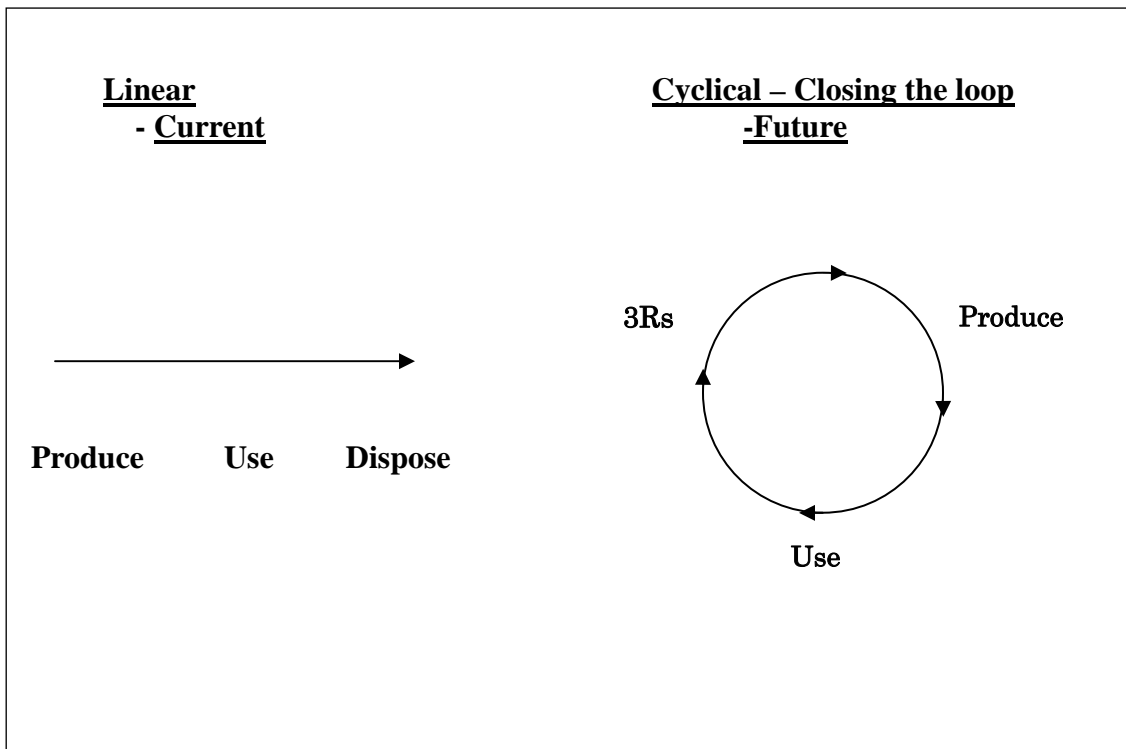 Linear
- Current
Produce Use Dispose
Cyclical – Closing the loop
-Future
3Rs
Produce
Use